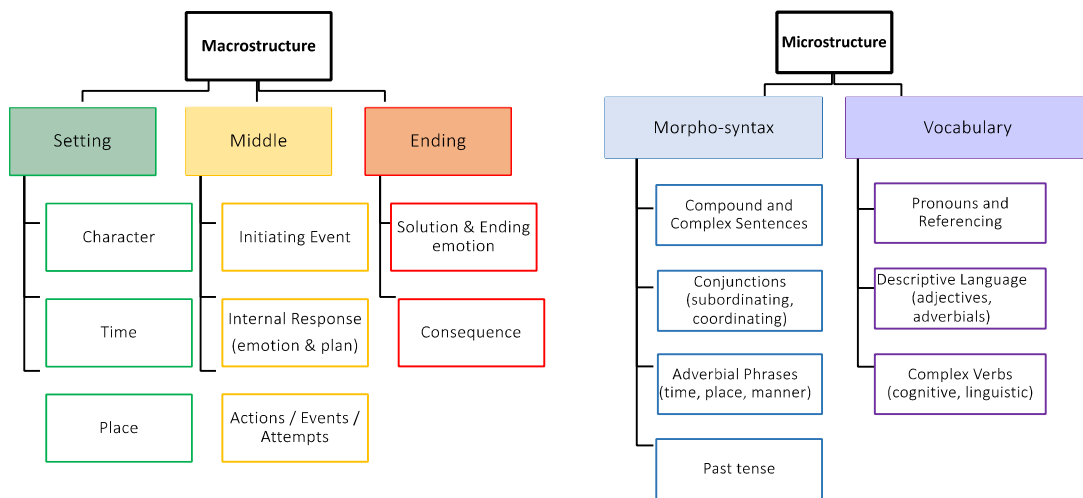 Macrostructure
Setting
Character
Time
Place
Middle
Initiating Event
Internal Response
(emotion & plan)
Actions / Events /
Attempts
Ending
Solution & Ending
emotion
Consequence
Microstructure
Morpho-syntax
Compound and
Complex Sentences
Conjunctions
(subordinating,
coordinating)
Adverbial Phrases
(time, place, manner)
Past tense
Vocabulary
Pronouns and
Referencing
Descriptive Language
(adjectives,
adverbials)
Complex Verbs
(cognitive, linguistic)